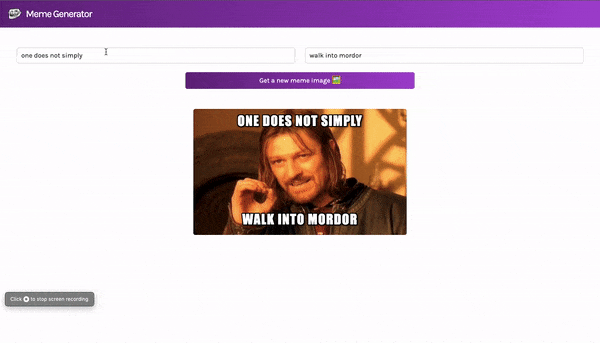 Meme Generator
one does not simply
walk into mordor
Get a new meme image
ONE DOES NOT SIMPLY
WALK INTO MORDOR
Click to stop screen recording